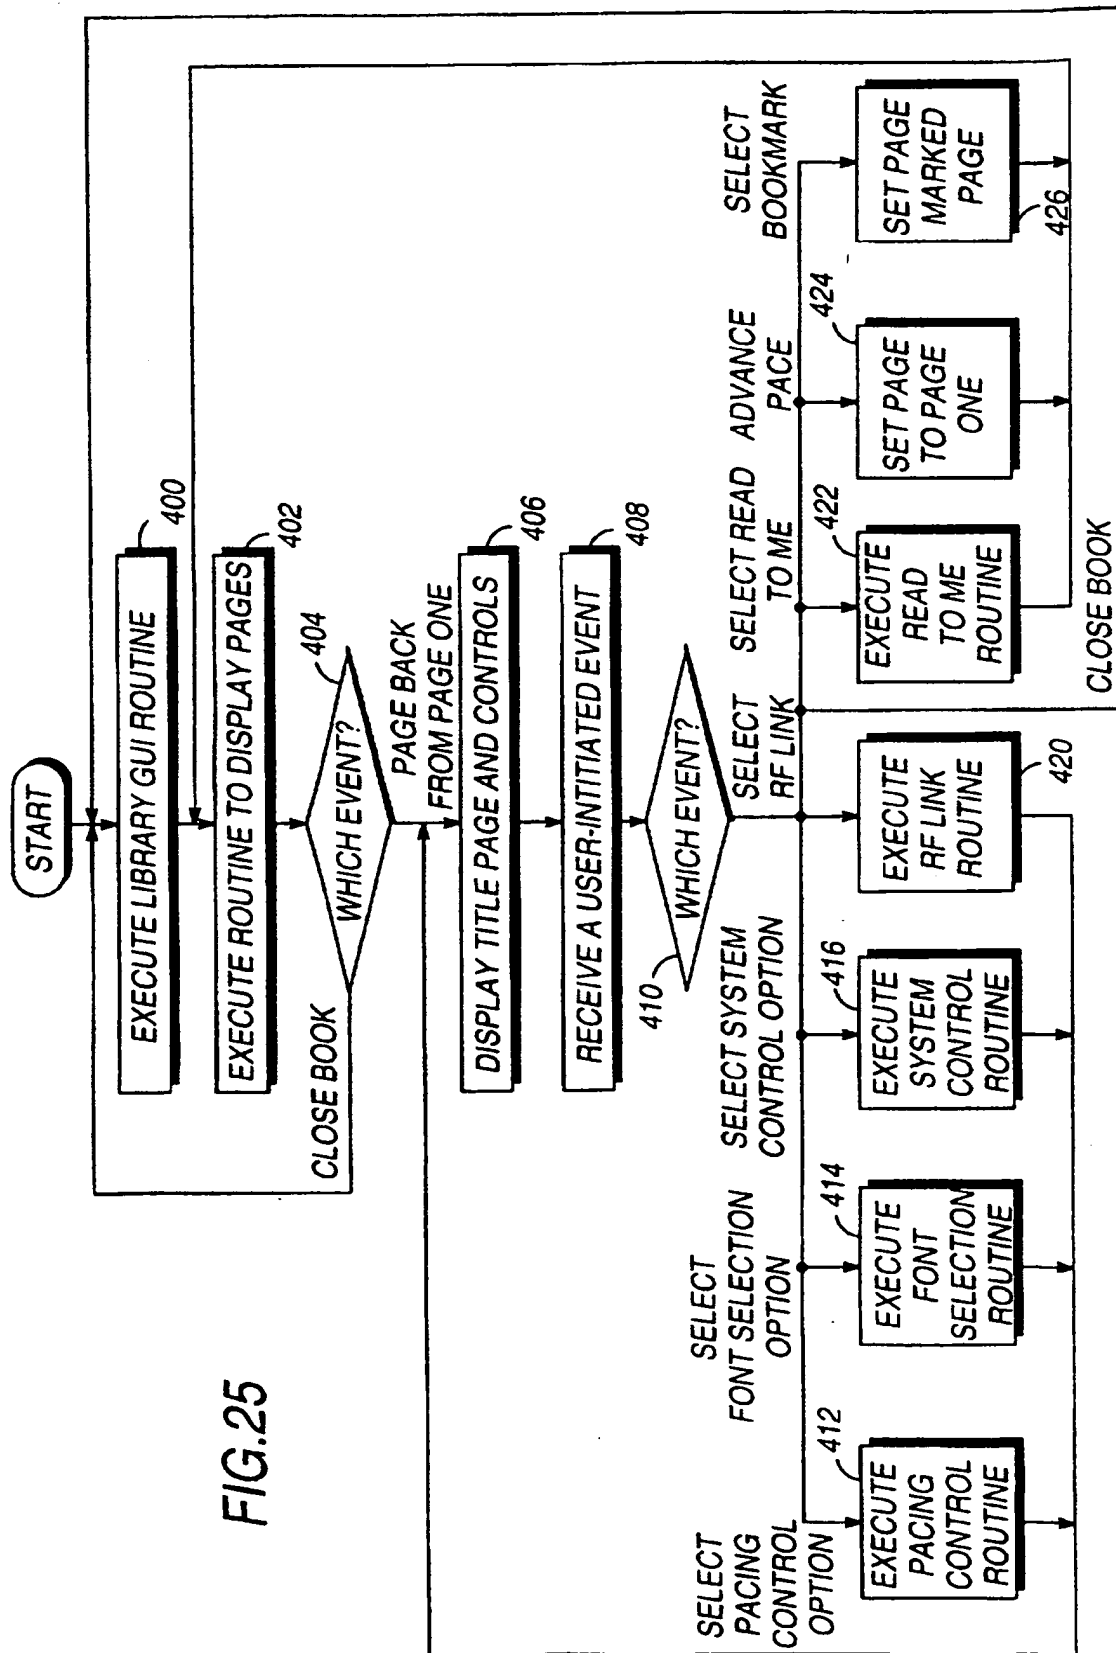 FIG.25
START
EXECUTE LIBRARY GUI ROUTINE
400
EXECUTE ROUTINE TO DISPLAY PAGES
402
WHICH EVENT?
404
CLOSE BOOK
PAGE BACK
FROM PAGE ONE
DISPLAY TITLE PAGE AND CONTROLS
406
RECEIVE A USER-INITIATED EVENT
408
WHICH EVENT?
410
SELECT
PACING
CONTROL
OPTION
SELECT
FONT SELECTION
OPTION
SELECT SYSTEM
CONTROL OPTION
SELECT
RF LINK
SELECT READ
TO ME
ADVANCE
PACE
SELECT
BOOKMARK
412
EXECUTE
PACING
CONTROL
ROUTINE
414
EXECUTE
FONT
SELECTION
ROUTINE
416
EXECUTE
SYSTEM
CONTROL
ROUTINE
EXECUTE
RF LINK
ROUTINE
420
422
EXECUTE
READ
TO ME
ROUTINE
424
SET PAGE
TO PAGE
ONE
SET PAGE
MARKED
PAGE
426
CLOSE BOOK